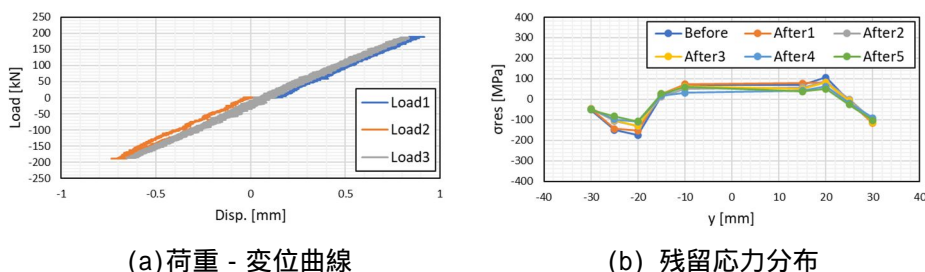 250
200
150
100
50
0
-50
-100
-150
-200
-250
Load [kN]
Load1
Load2
Load3
-1 -0.5 0 0.5 1
Disp. [mm]
(a)荷重 - 変位曲線
400
300
200
100
0
-100
-200
-300
-400
σres [MPa]
Before After1 After2
After3 After4 After5
-40 -30 -20 -10 0 10 20 30 40
y [mm]
(b) 残留応力分布